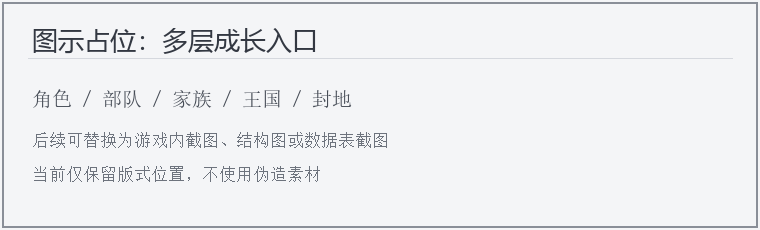 图示占位：多层成长入口
角色 / 部队 / 家族 / 王国 / 封地
后续可替换为游戏内截图、结构图或数据表截图
当前仅保留版式位置，不使用伪造素材